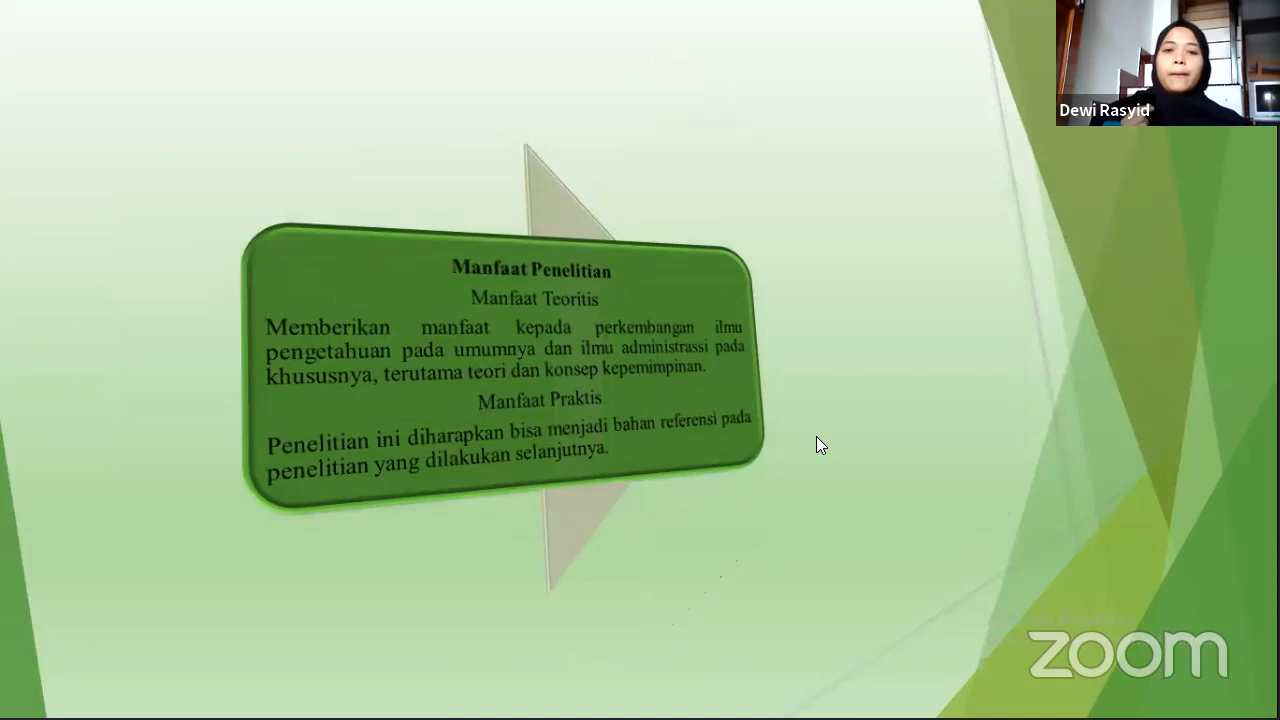 Dewi Rasyid
Manfaat Penelitian
Manfaat Teoritis
Memberikan manfaat kepada perkembangan ilmu
pengetahuan pada umumnya dan ilmu administrassi pada
khususnya, terutama teori dan konsep kepemimpinan.
Manfaat Praktis
Penelitian ini diharapkan bisa menjadi bahan referensi pada
penelitian yang dilakukan selanjutnya.
zoom